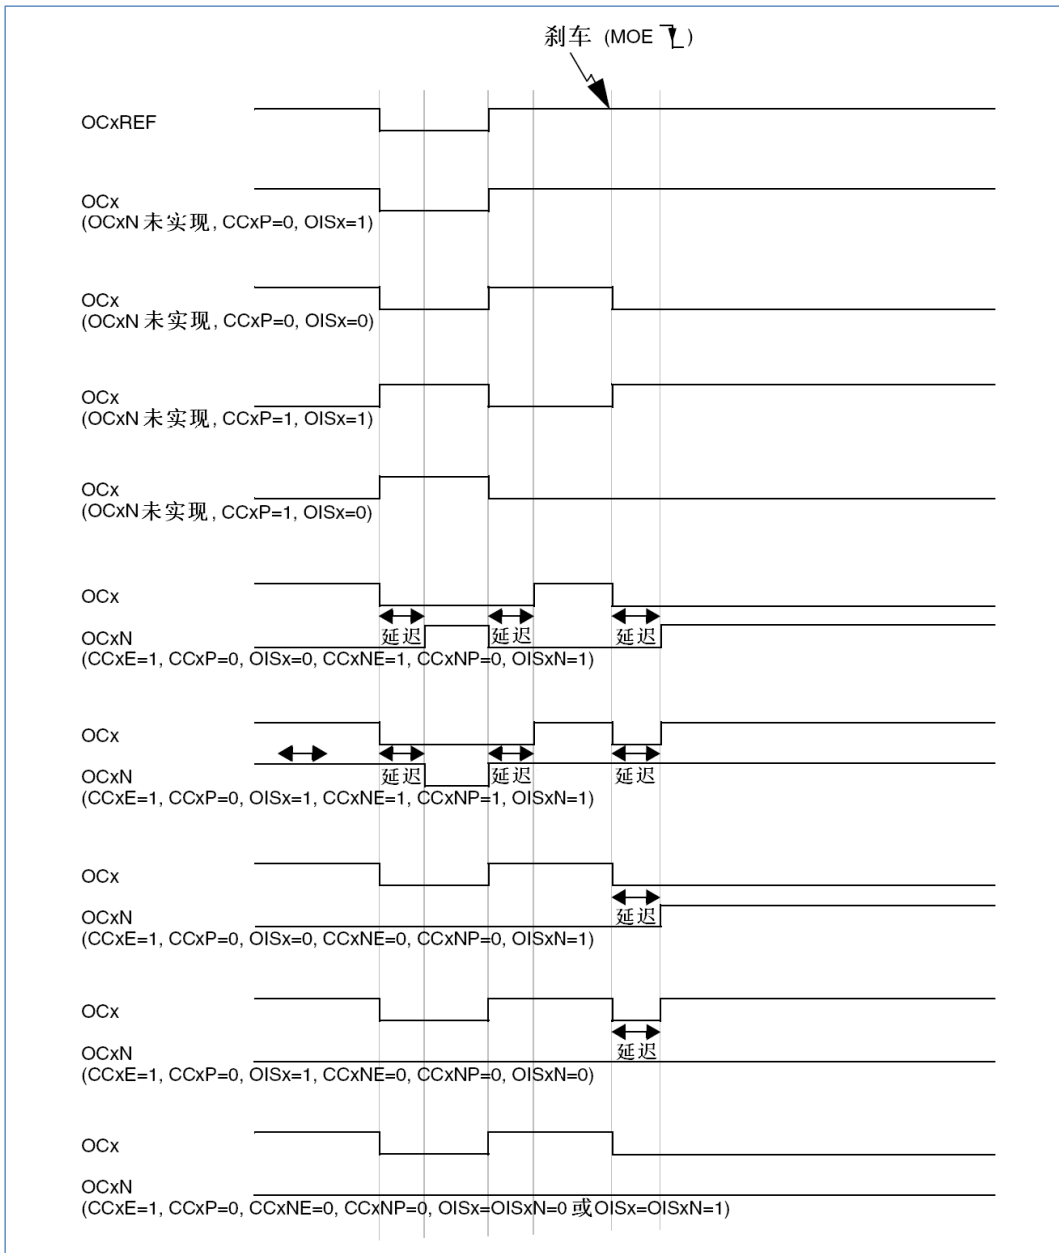 刹车 (MOE )
OCxREF
OCx
(OCxN 未实现, CCxP=0, OISx=1)
OCx
(OCxN 未实现, CCxP=0, OISx=0)
OCx
(OCxN 未实现, CCxP=1, OISx=1)
OCx
(OCxN 未实现, CCxP=1, OISx=0)
OCx
OCxN 延迟 延迟 延迟
(CCxE=1, CCxP=0, OISx=0, CCxNE=1, CCxNP=0, OISxN=1)
OCx
OCxN 延迟 延迟 延迟
(CCxE=1, CCxP=0, OISx=1, CCxNE=1, CCxNP=1, OISxN=1)
OCx
OCxN 延迟
(CCxE=1, CCxP=0, OISx=0, CCxNE=0, CCxNP=0, OISxN=1)
OCx
OCxN 延迟
(CCxE=1, CCxP=0, OISx=1, CCxNE=0, CCxNP=0, OISxN=0)
OCx
OCxN
(CCxE=1, CCxP=0, CCxNE=0, CCxNP=0, OISx=OISxN=0 或 OISx=OISxN=1)